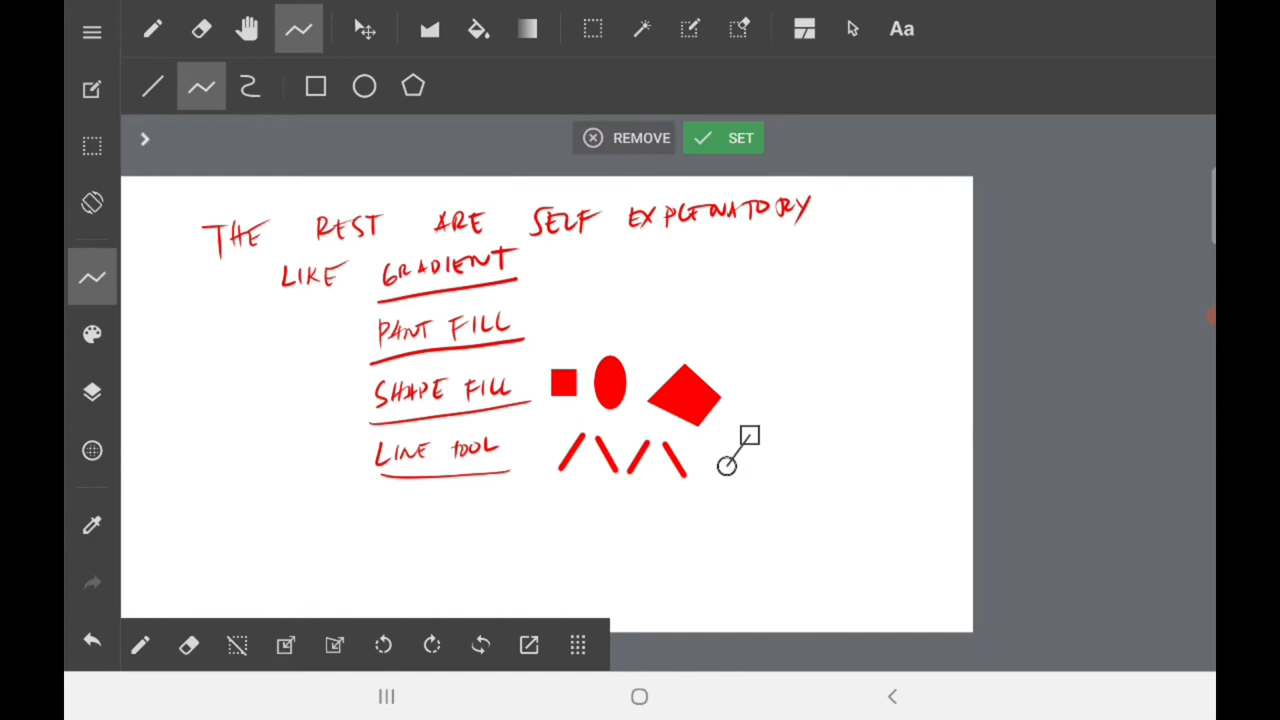 Aa
REMOVE SET
THE REST ARE SELF EXPLENATORY
LIKE GRADIENT
PANT FILL
SHAPE FILL
LINE TOOL